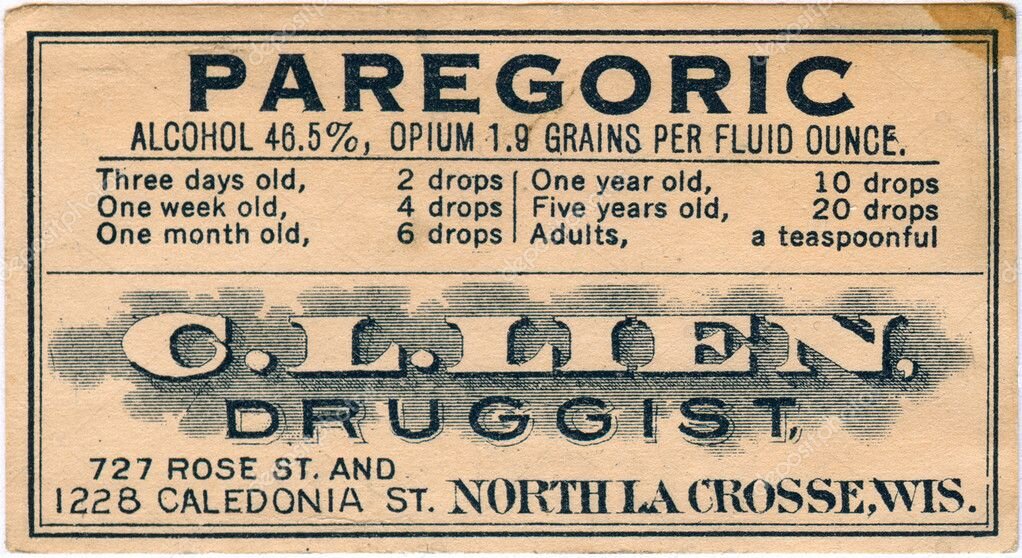 PAREGORIC
ALCOHOL 46.5%, OPIUM 1.9 GRAINS PER FLUID OUNCE.
Three days old, 2 drops
One week old, 4 drops
One month old, 6 drops
One year old, 10 drops
Five years old, 20 drops
Adults, a teaspoonful
C. L. LIEN.
DRUGGIST,
727 ROSE ST. AND
1228 CALEDONIA ST. NORTH LA CROSSE, WIS.